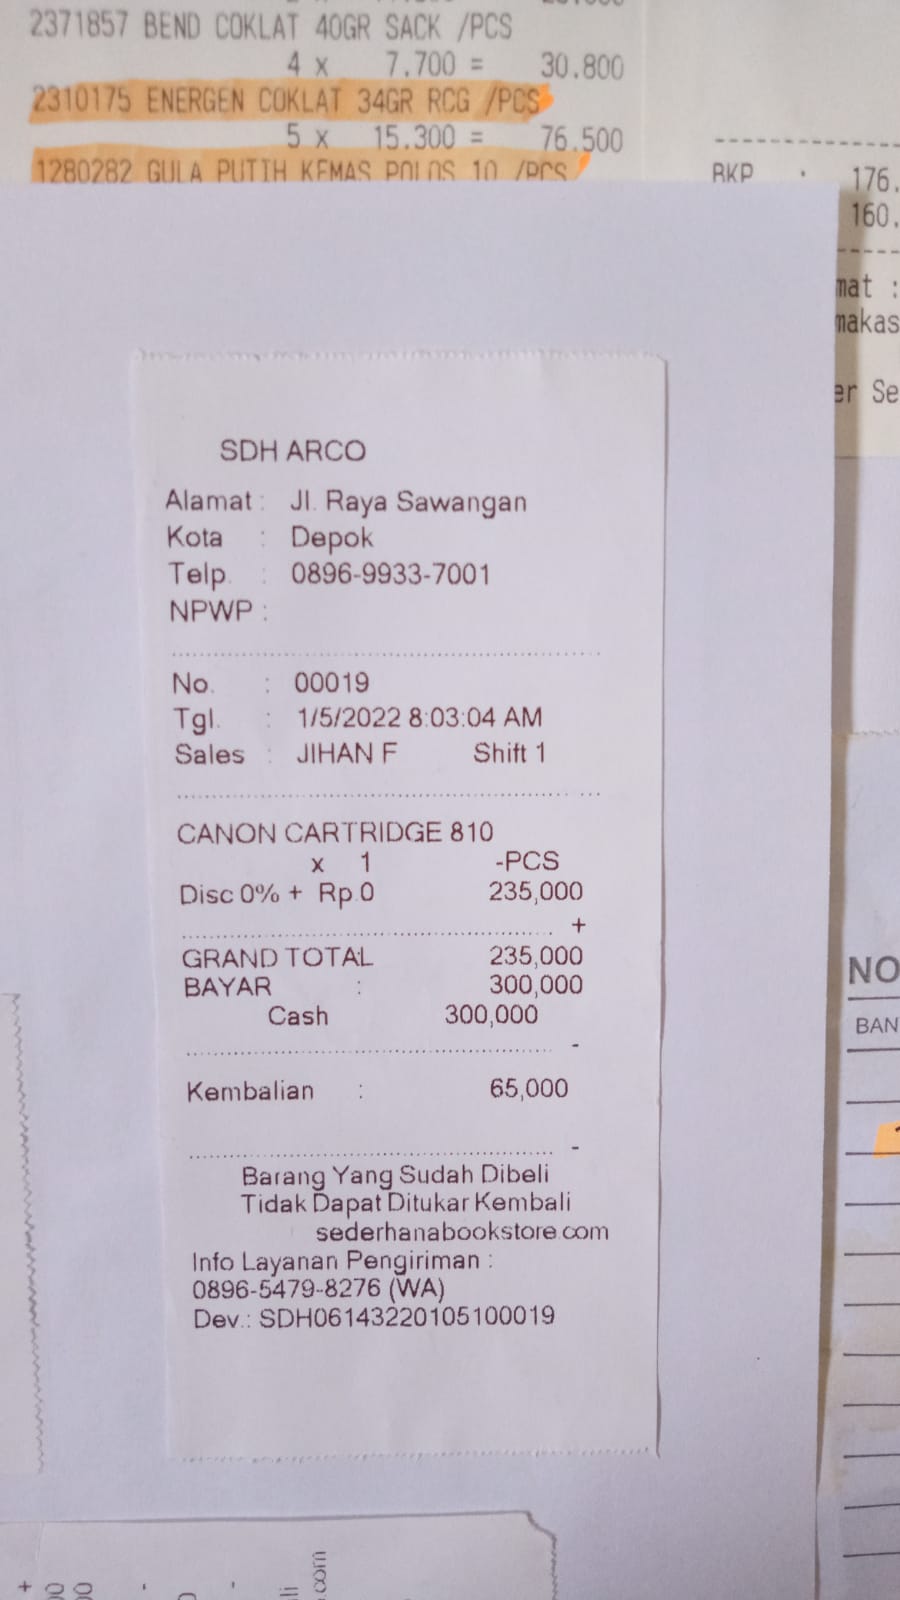 2371857 BEND COKLAT 40GR SACK /PCS
4 x 7.700 = 30.800
2310175 ENERGEN COKLAT 34GR RCG /PCS
5 x 15.300 = 76.500
1280282 GULA PUTIH KEMAS POLOS 10 /PCS
BKP : 176.
160.
mat :
makas
er Se
SDH ARCO
Alamat : Jl. Raya Sawangan
Kota : Depok
Telp. : 0896-9933-7001
NPWP :
No. : 00019
Tgl. : 1/5/2022 8:03:04 AM
Sales : JIHAN F Shift 1
CANON CARTRIDGE 810
x 1 -PCS
Disc 0% + Rp.0 235,000
+
GRAND TOTAL 235,000
BAYAR : 300,000
Cash 300,000
-
Kembalian : 65,000
-
Barang Yang Sudah Dibeli
Tidak Dapat Ditukar Kembali
sederhanabookstore.com
Info Layanan Pengiriman :
0896-5479-8276 (WA)
Dev.: SDH06143220105100019
NO
BAN